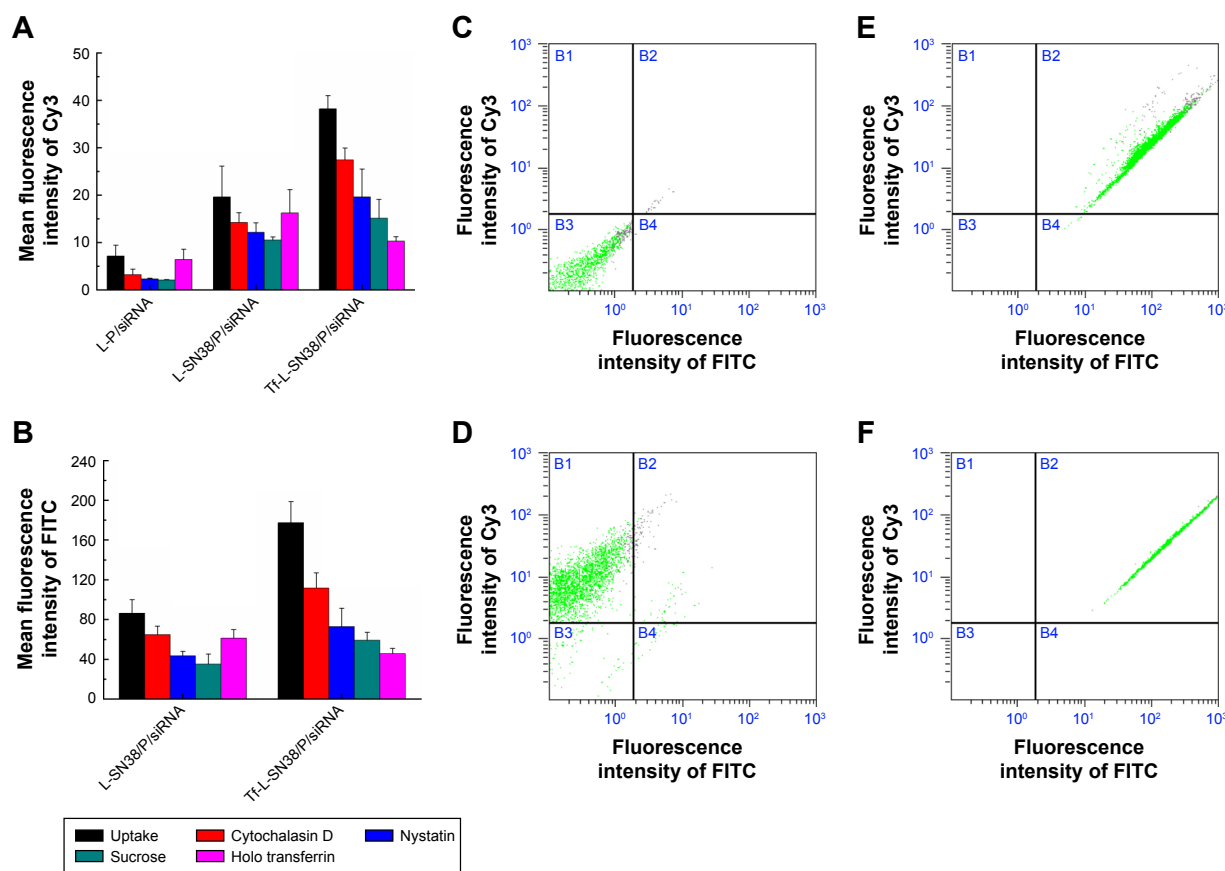 A
Mean fluorescence
intensity of Cy3
50
40
30
20
10
0
L-P/siRNA
L-SN38/P/siRNA
Tf-L-SN38/P/siRNA
B
Mean fluorescence
intensity of FITC
240
200
160
120
80
40
0
L-SN38/P/siRNA
Tf-L-SN38/P/siRNA
Uptake
Cytochalasin D
Nystatin
Sucrose
Holo transferrin
C
Fluorescence
intensity of Cy3
10³
10²
10¹
10⁰
B1
B2
B3
B4
10⁰ 10¹ 10² 10³
Fluorescence
intensity of FITC
D
Fluorescence
intensity of Cy3
10³
10²
10¹
10⁰
B1
B2
B3
B4
10⁰ 10¹ 10² 10³
Fluorescence
intensity of FITC
E
Fluorescence
intensity of Cy3
10³
10²
10¹
10⁰
B1
B2
B3
B4
10⁰ 10¹ 10² 10³
Fluorescence
intensity of FITC
F
Fluorescence
intensity of Cy3
10³
10²
10¹
10⁰
B1
B2
B3
B4
10⁰ 10¹ 10² 10³
Fluorescence
intensity of FITC